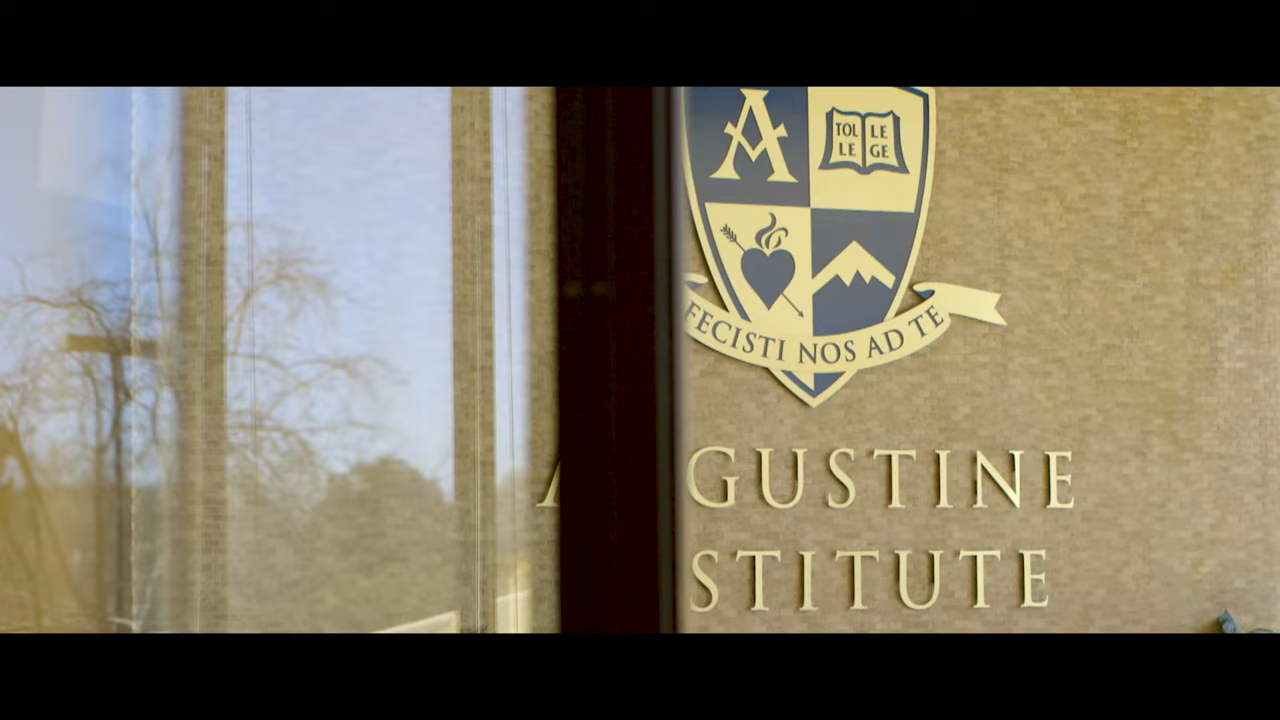 A
TOL LE
LE GE
FECISTI NOS AD TE
A GUSTINE
STITUTE